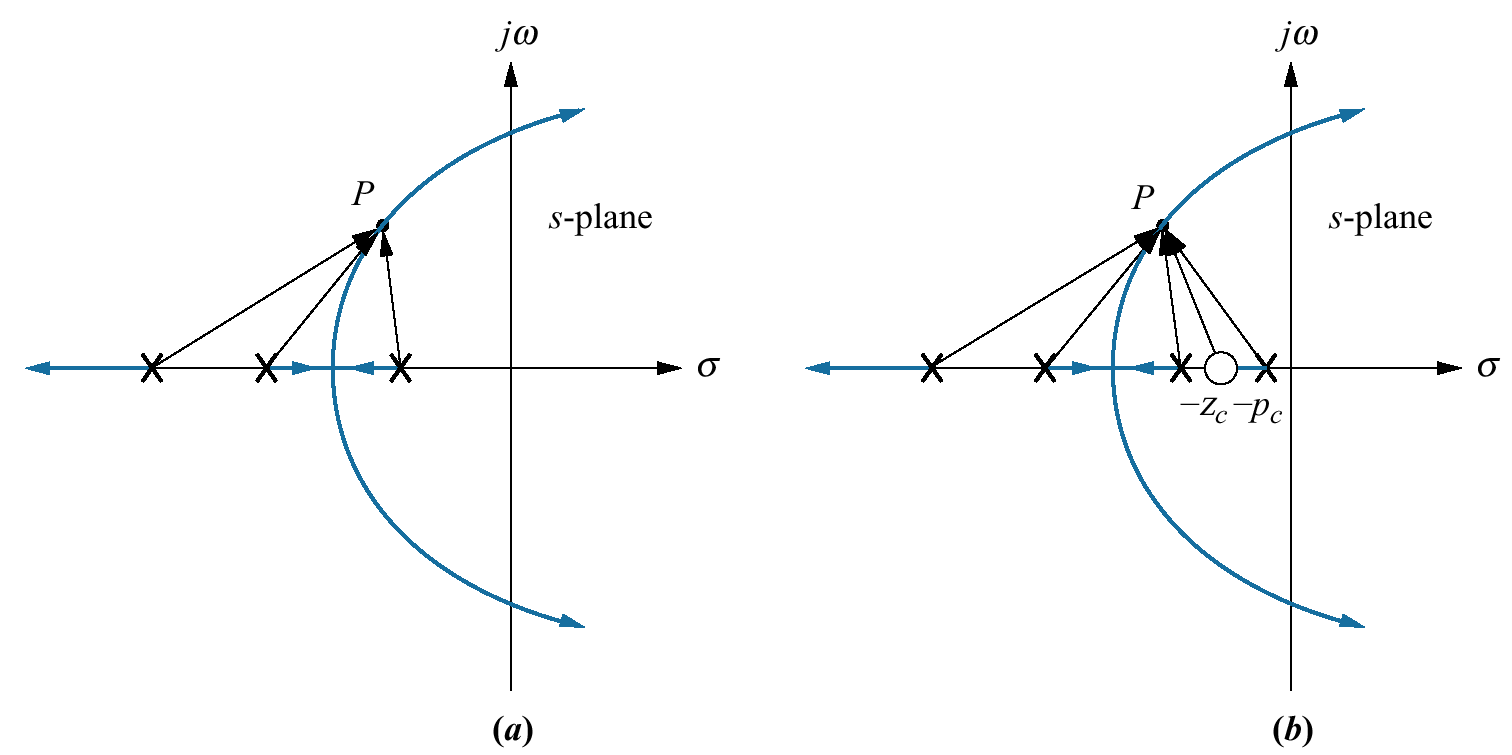 jω
P
s-plane
σ
(a)
jω
P
s-plane
σ
−z_c −p_c
(b)